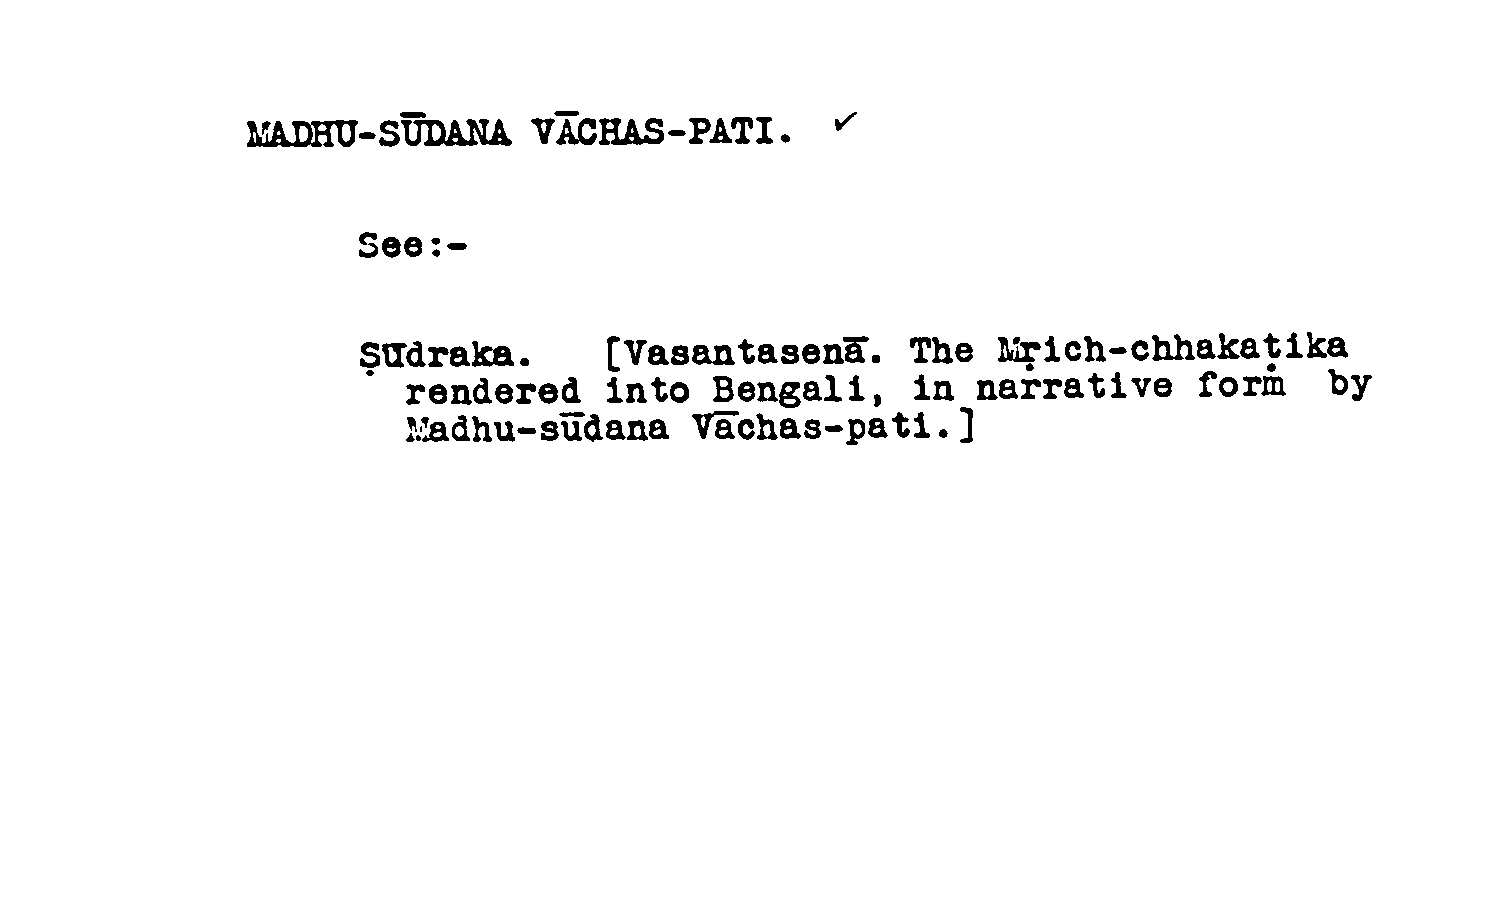 MADHU-SŪDANA VĀCHAS-PATI. ✓
See:-
Ṣūdraka. [Vasantasenā. The Mṛich-chhakaṭika
rendered into Bengali, in narrative form by
Madhu-sūdana Vāchas-pati.]